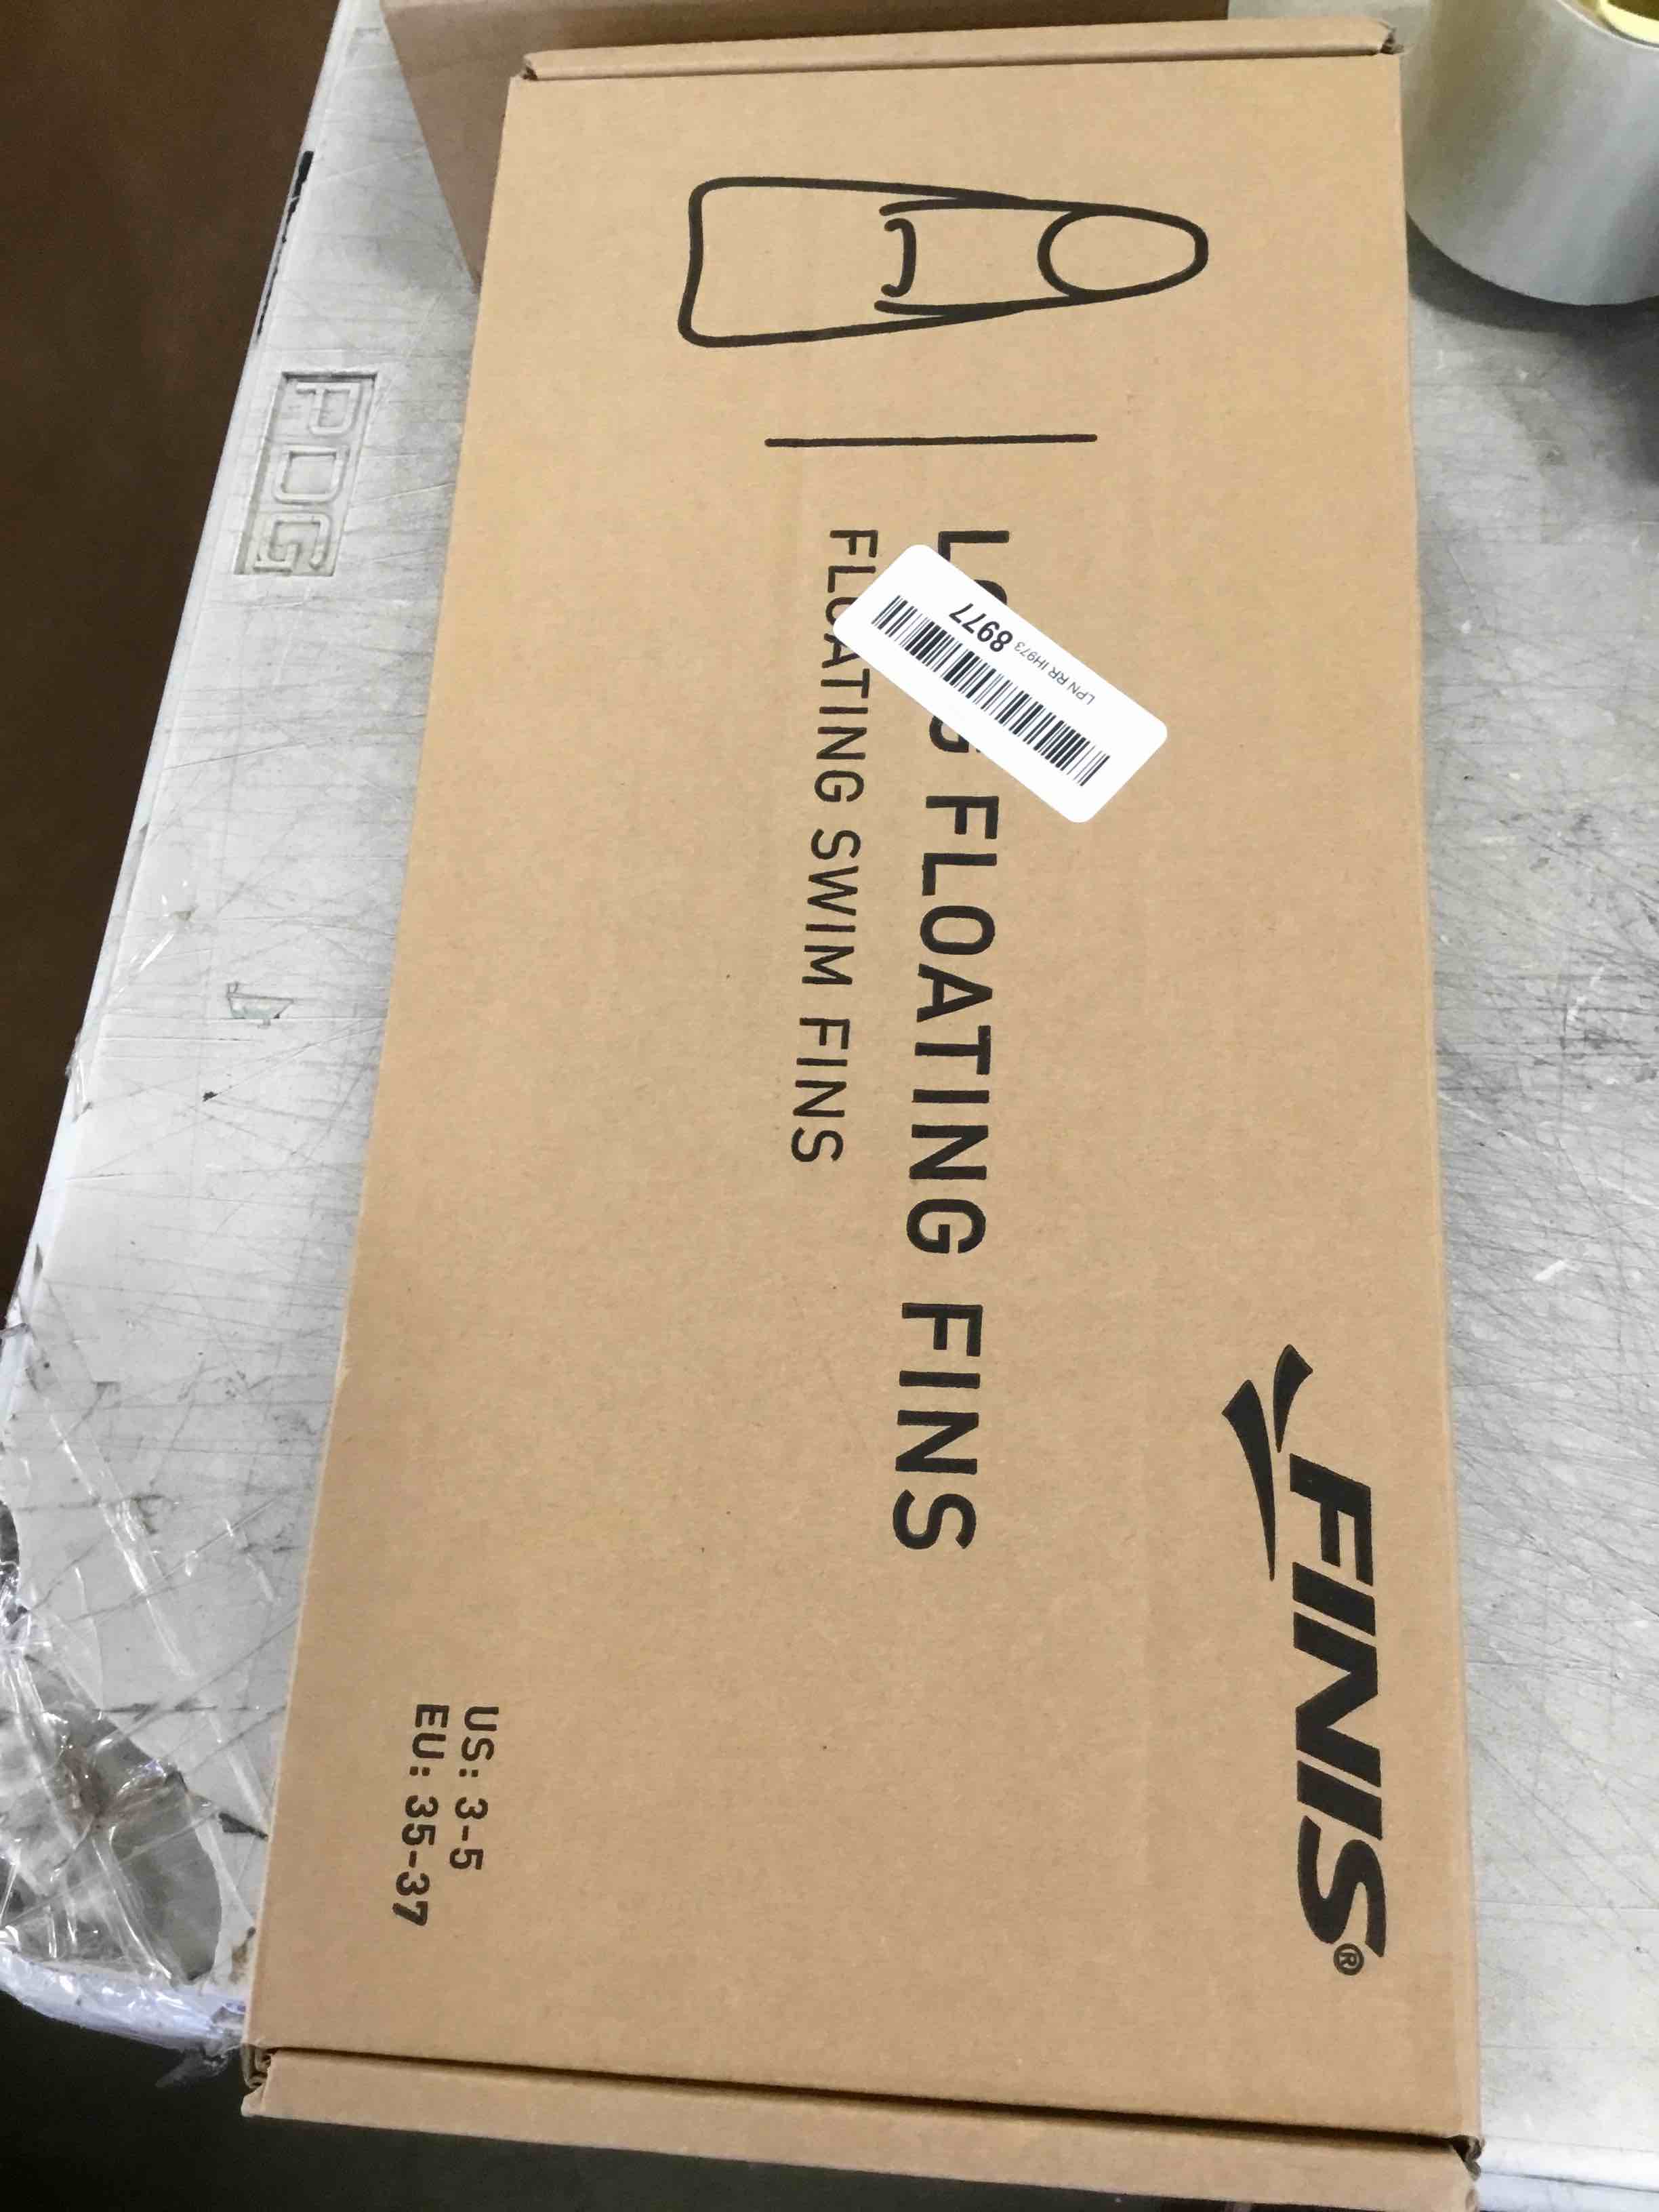 FINIS®
FLOATING FINS
FLOATING SWIM FINS
LPN RR IH973 8977
US: 3-5
EU: 35-37
PDG